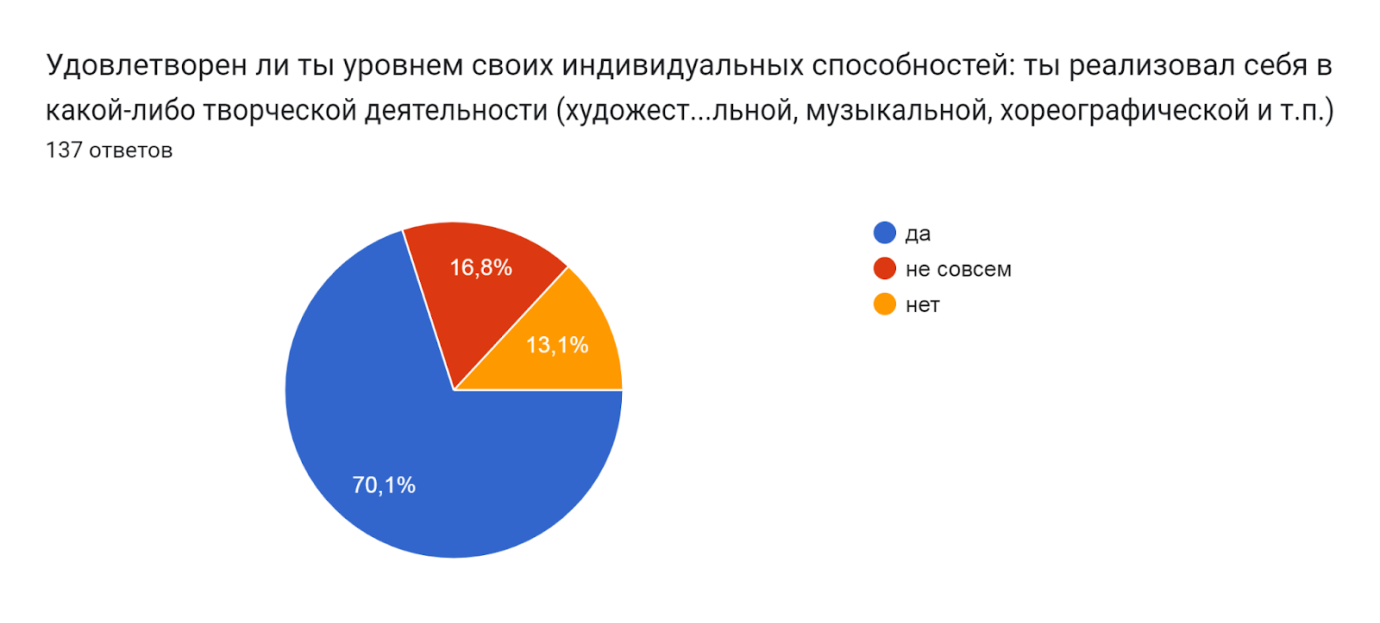 Удовлетворен ли ты уровнем своих индивидуальных способностей: ты реализовал себя в
какой-либо творческой деятельности (художест...льной, музыкальной, хореографической и т.п.)
137 ответов
да
не совсем
нет
16,8%
13,1%
70,1%